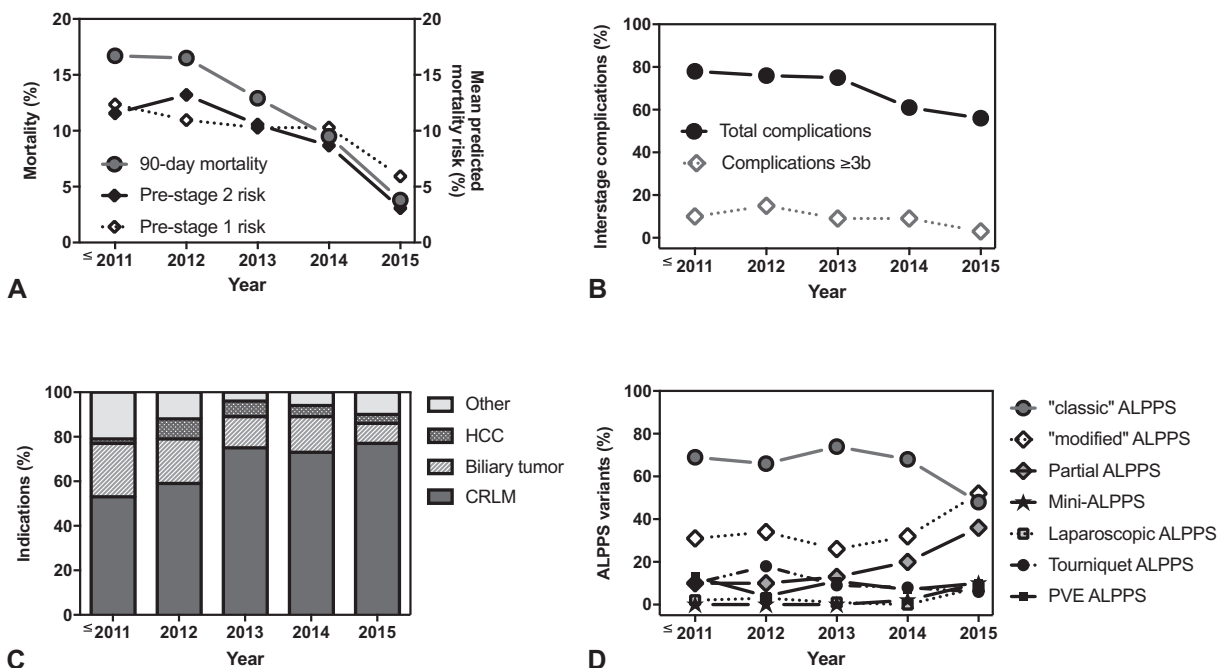 20
15
10
5
0
Mortality (%)
20
15
10
5
0
Mean predicted
mortality risk (%)
90-day mortality
Pre-stage 2 risk
Pre-stage 1 risk
≤ 2011 2012 2013 2014 2015
Year
A
100
80
60
40
20
0
Interstage complications (%)
Total complications
Complications ≥3b
≤ 2011 2012 2013 2014 2015
Year
B
100
80
60
40
20
0
Indications (%)
Other
HCC
Biliary tumor
CRLM
≤ 2011 2012 2013 2014 2015
Year
C
100
80
60
40
20
0
ALPPS variants (%)
"classic" ALPPS
"modified" ALPPS
Partial ALPPS
Mini-ALPPS
Laparoscopic ALPPS
Tourniquet ALPPS
PVE ALPPS
≤ 2011 2012 2013 2014 2015
Year
D